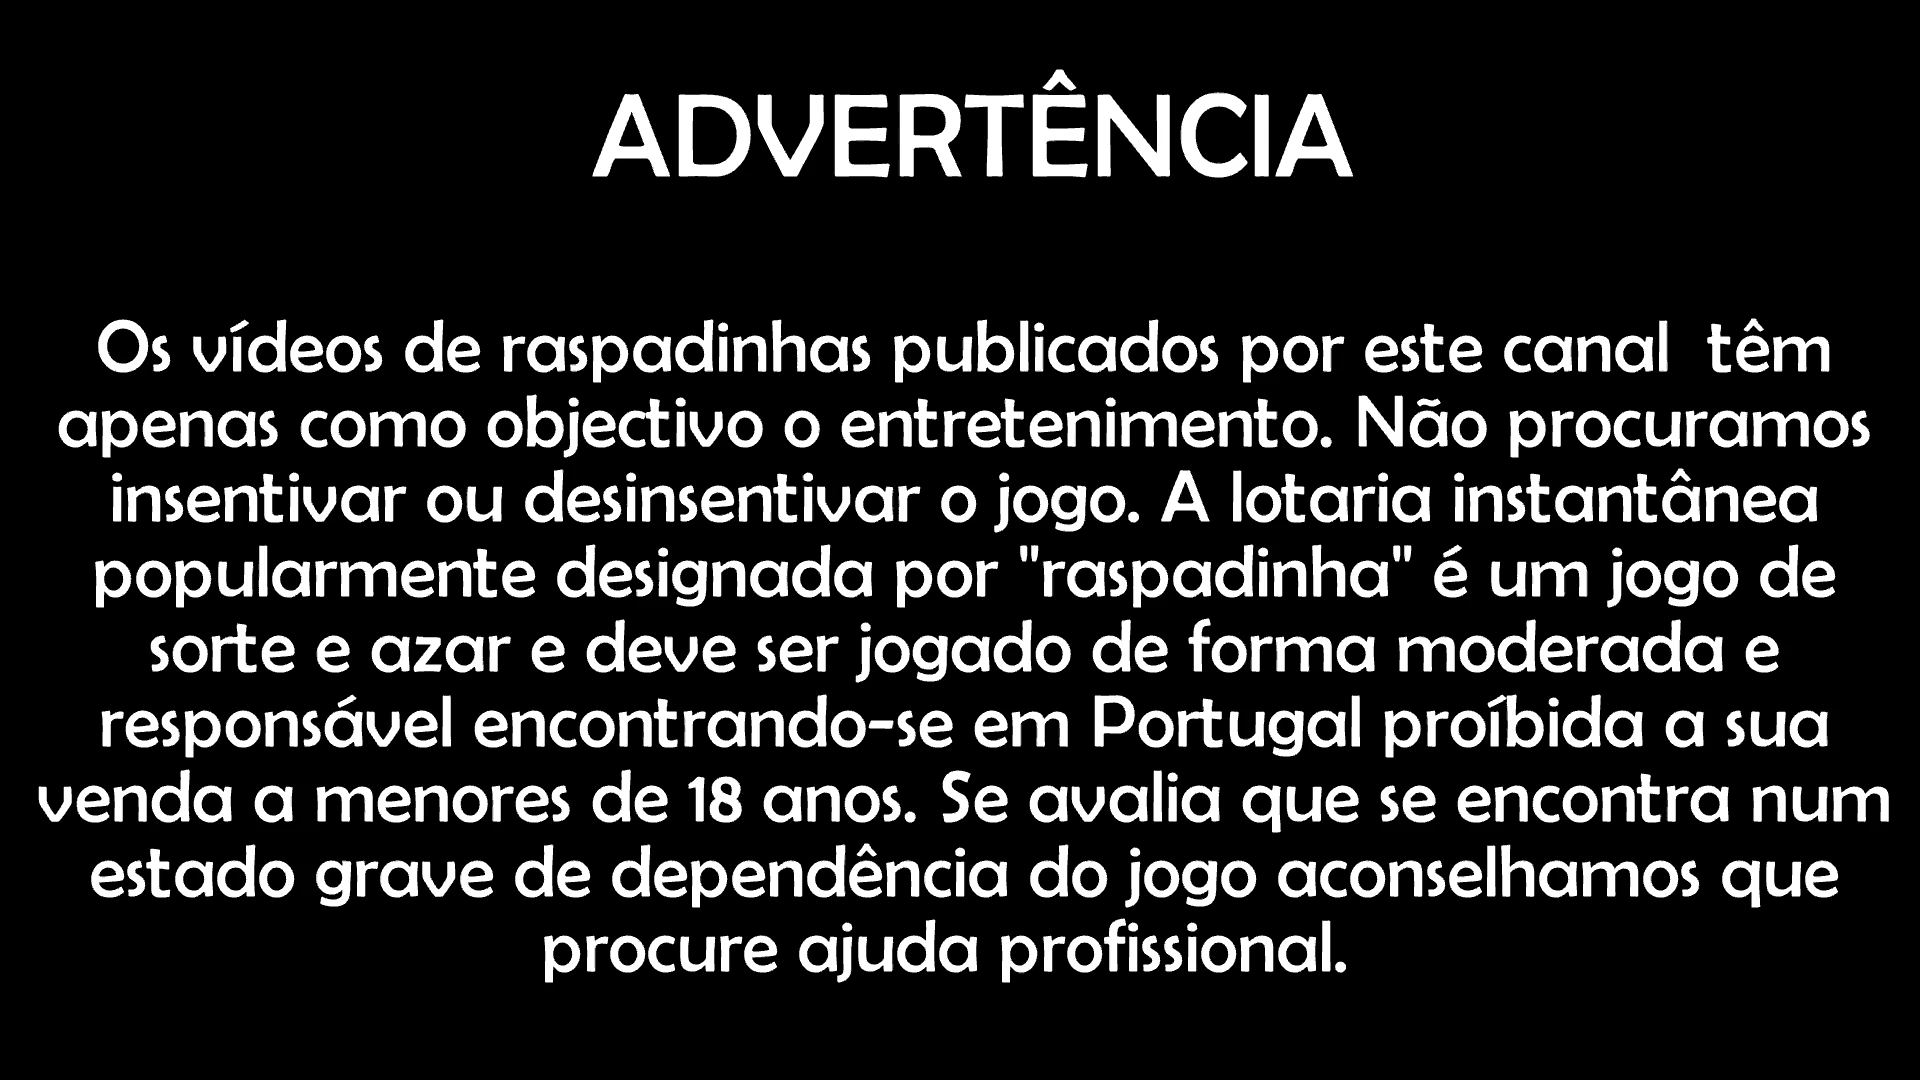 ADVERTÊNCIA
Os vídeos de raspadinhas publicados por este canal  têm
apenas como objectivo o entretenimento. Não procuramos
insentivar ou desinsentivar o jogo. A lotaria instantânea
popularmente designada por "raspadinha" é um jogo de
sorte e azar e deve ser jogado de forma moderada e
responsável encontrando-se em Portugal proíbida a sua
venda a menores de 18 anos. Se avalia que se encontra num
estado grave de dependência do jogo aconselhamos que
procure ajuda profissional.